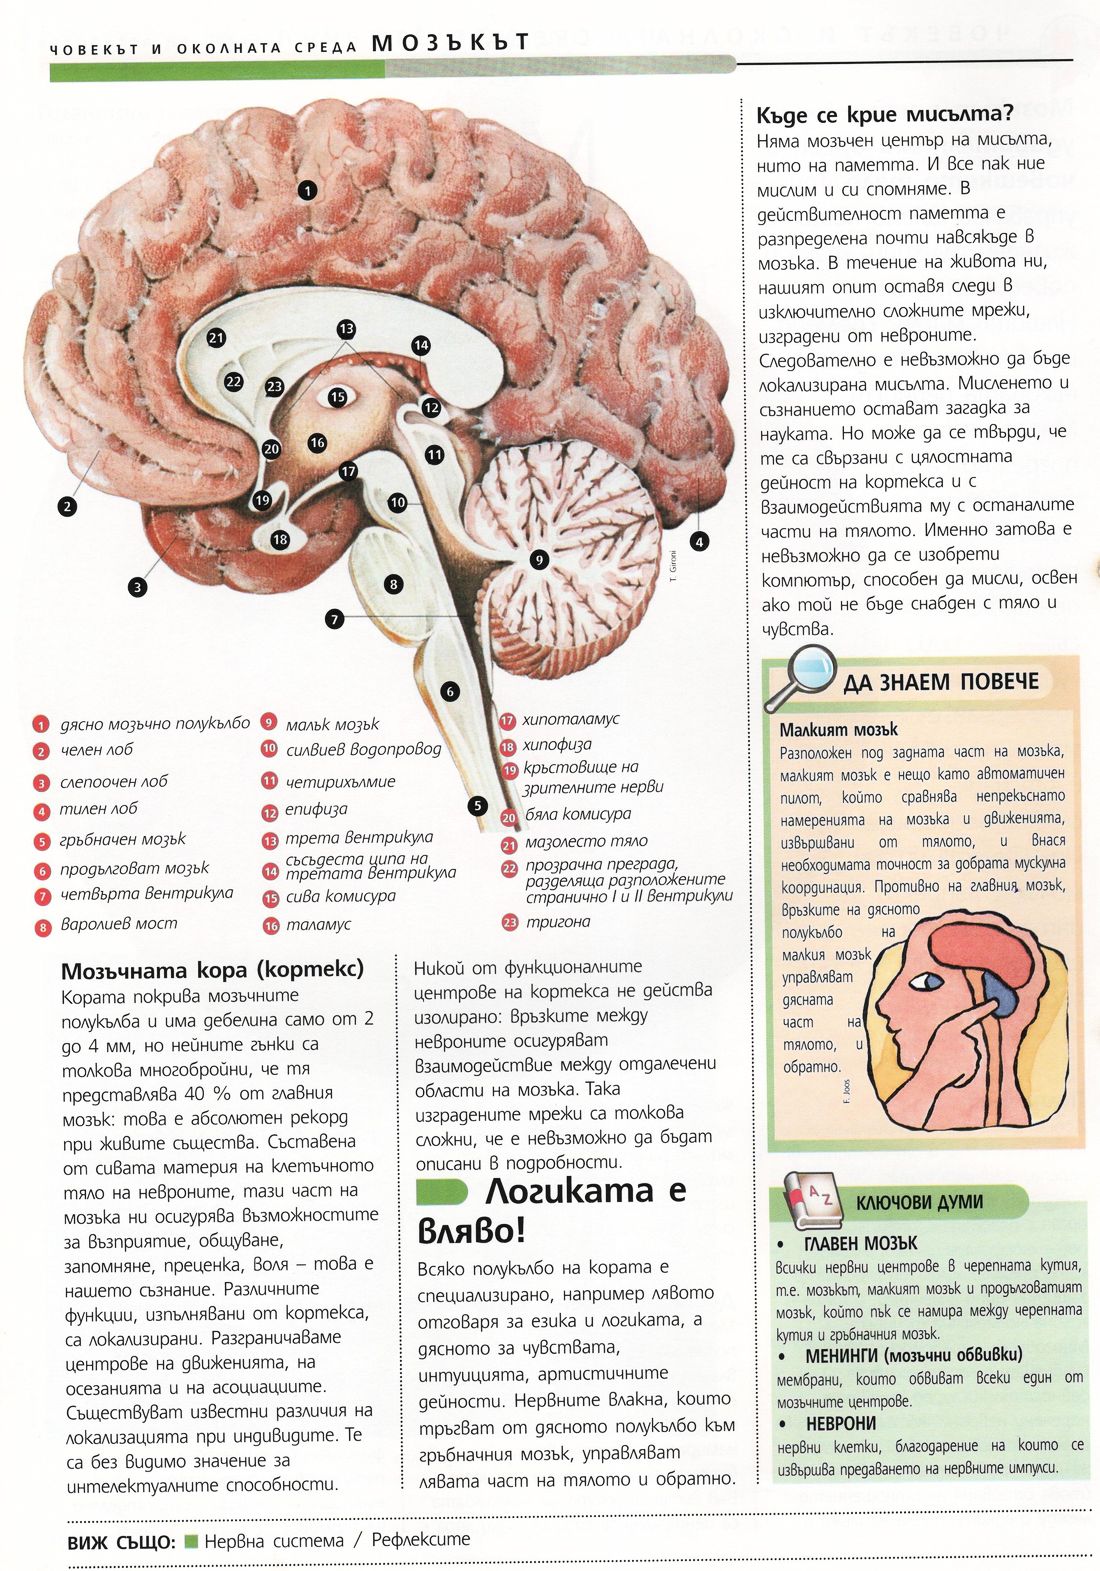 ЧОВЕКЪТ И ОКОЛНАТА СРЕДА МОЗЪКЪТ
1
2
3
4
5
6
7
8
9
10
11
12
13
14
15
16
17
18
19
20
21
22
23
T. Gironi
1 дясно мозъчно полукълбо
2 челен лоб
3 слепоочен лоб
4 тилен лоб
5 гръбначен мозък
6 продълговат мозък
7 четвърта вентрикула
8 варолиев мост
9 малък мозък
10 силвиев водопровод
11 четирихълмие
12 епифиза
13 трета вентрикула
14 съсъдеста ципа на
третата вентрикула
15 сива комисура
16 таламус
17 хипоталамус
18 хипофиза
19 кръстовище на
зрителните нерви
20 бяла комисура
21 мазолесто тяло
22 прозрачна преграда,
разделяща разположените
странично I и II вентрикули
23 тригона
Мозъчната кора (кортекс)
Кората покрива мозъчните
полукълба и има дебелина само от 2
до 4 мм, но нейните гънки са
толкова многобройни, че тя
представлява 40 % от главния
мозък: това е абсолютен рекорд
при живите същества. Съставена
от сивата материя на клетъчното
тяло на невроните, тази част на
мозъка ни осигурява възможностите
за възприятие, общуване,
запомняне, преценка, воля – това е
нашето съзнание. Различните
функции, изпълнявани от кортекса,
са локализирани. Разграничаваме
центрове на движенията, на
осезанията и на асоциациите.
Съществуват известни различия на
локализацията при индивидите. Те
са без видимо значение за
интелектуалните способности.
Никой от функционалните
центрове на кортекса не действа
изолирано: връзките между
невроните осигуряват
взаимодействие между отдалечени
области на мозъка. Така
изградените мрежи са толкова
сложни, че е невъзможно да бъдат
описани в подробности.
Логиката е
вляво!
Всяко полукълбо на кората е
специализирано, например лявото
отговаря за езика и логиката, а
дясното за чувствата,
интуицията, артистичните
дейности. Нервните влакна, които
тръгват от дясното полукълбо към
гръбначния мозък, управляват
лявата част на тялото и обратно.
Къде се крие мисълта?
Няма мозъчен център на мисълта,
нито на паметта. И все пак ние
мислим и си спомняме. В
действителност паметта е
разпределена почти навсякъде в
мозъка. В течение на живота ни,
нашият опит оставя следи в
изключително сложните мрежи,
изградени от невроните.
Следователно е невъзможно да бъде
локализирана мисълта. Мисленето и
съзнанието остават загадка за
науката. Но може да се твърди, че
те са свързани с цялостната
дейност на кортекса и с
взаимодействията му с останалите
части на тялото. Именно затова е
невъзможно да се изобрети
компютър, способен да мисли, освен
ако той не бъде снабден с тяло и
чувства.
ДА ЗНАЕМ ПОВЕЧЕ
Малкият мозък
Разположен под задната част на мозъка,
малкият мозък е нещо като автоматичен
пилот, който сравнява непрекъснато
намеренията на мозъка и движенията,
извършвани от тялото, и внася
необходимата точност за добрата мускулна
координация. Противно на главния мозък,
връзките на дясното
полукълбо на
малкия мозък
управляват
дясната
част на
тялото, и
обратно.
F. Joos
A Z
КЛЮЧОВИ ДУМИ
• ГЛАВЕН МОЗЪК
всички нервни центрове в черепната кутия,
т.е. мозъкът, малкият мозък и продълговатият
мозък, който пък се намира между черепната
кутия и гръбначния мозък.
• МЕНИНГИ (мозъчни обвивки)
мембрани, които обвиват всеки един от
мозъчните центрове.
• НЕВРОНИ
нервни клетки, благодарение на които се
извършва предаването на нервните импулси.
ВИЖ СЪЩО: Нервна система / Рефлексите